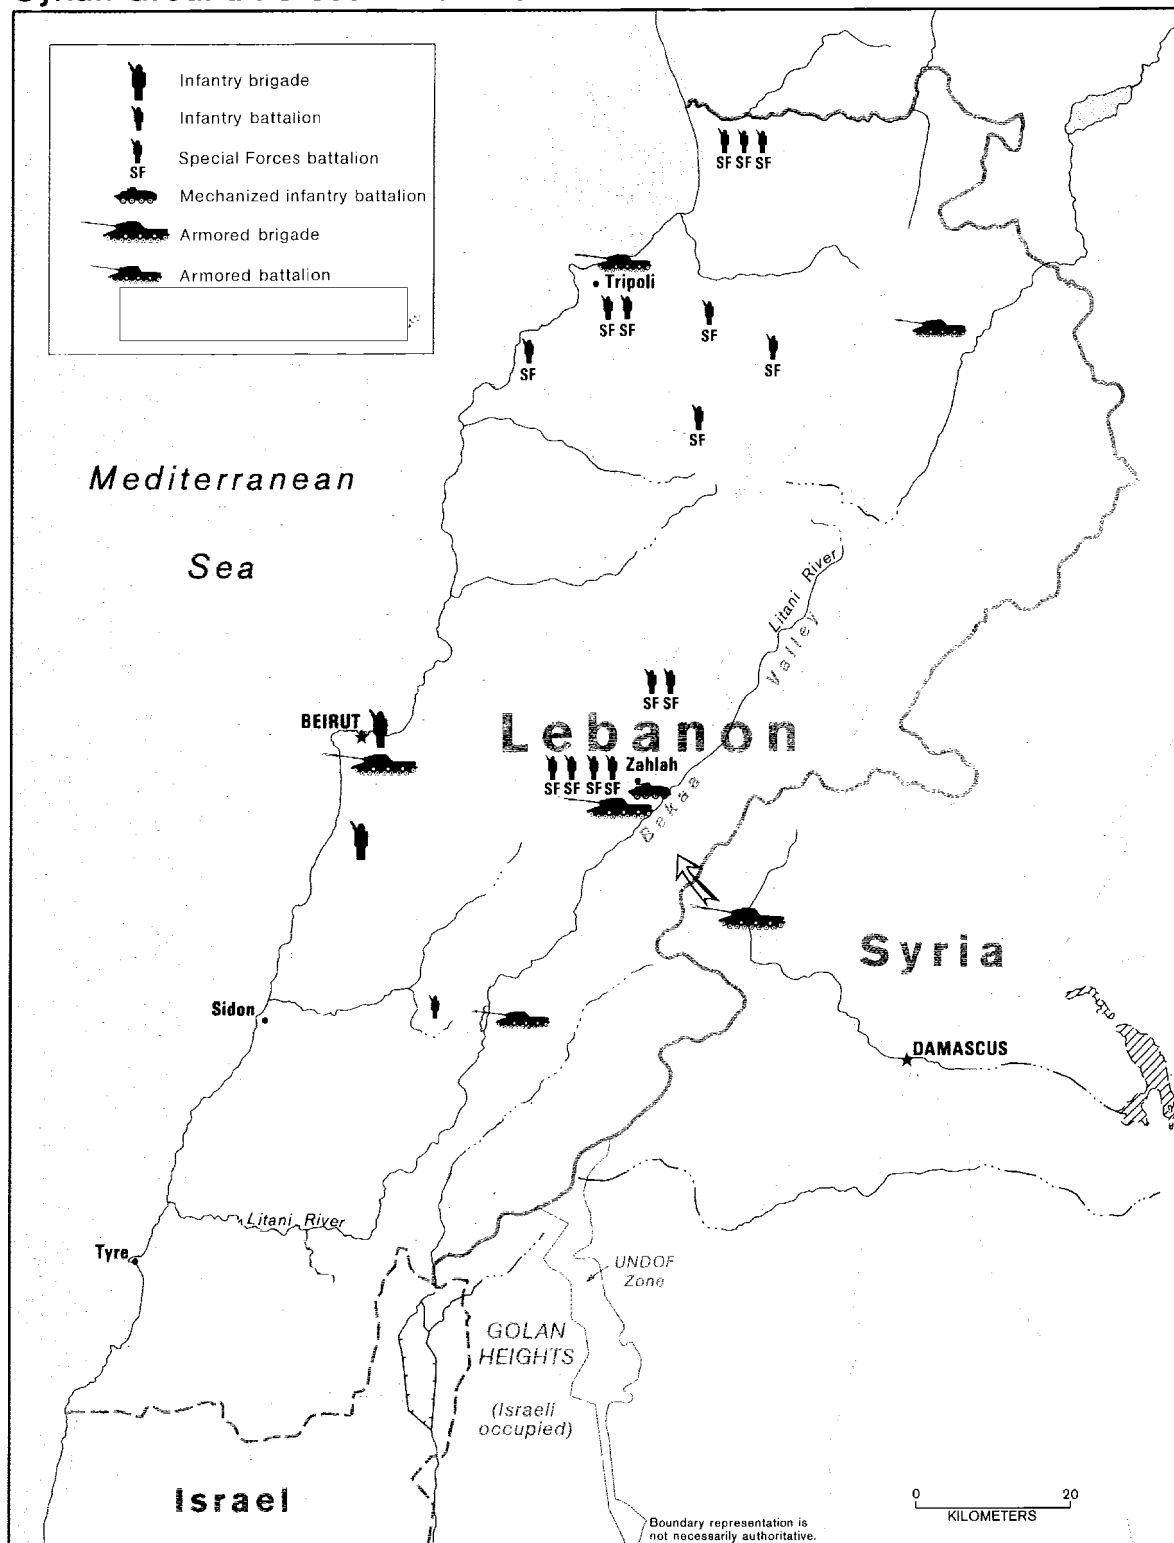 Infantry brigade
Infantry battalion
Special Forces battalion
SF
Mechanized infantry battalion
Armored brigade
Armored battalion
SF SF SF
Tripoli
SF SF
SF
SF
SF
SF
Mediterranean
Sea
Litani River
Valley
SF SF
BEIRUT
Lebanon
Zahlah
SF SF SF SF
Bekaa
Syria
Sidon
DAMASCUS
Litani River
Tyre
UNDOF
Zone
GOLAN
HEIGHTS
(Israeli
occupied)
Israel
0 20
KILOMETERS
Boundary representation is
not necessarily authoritative.